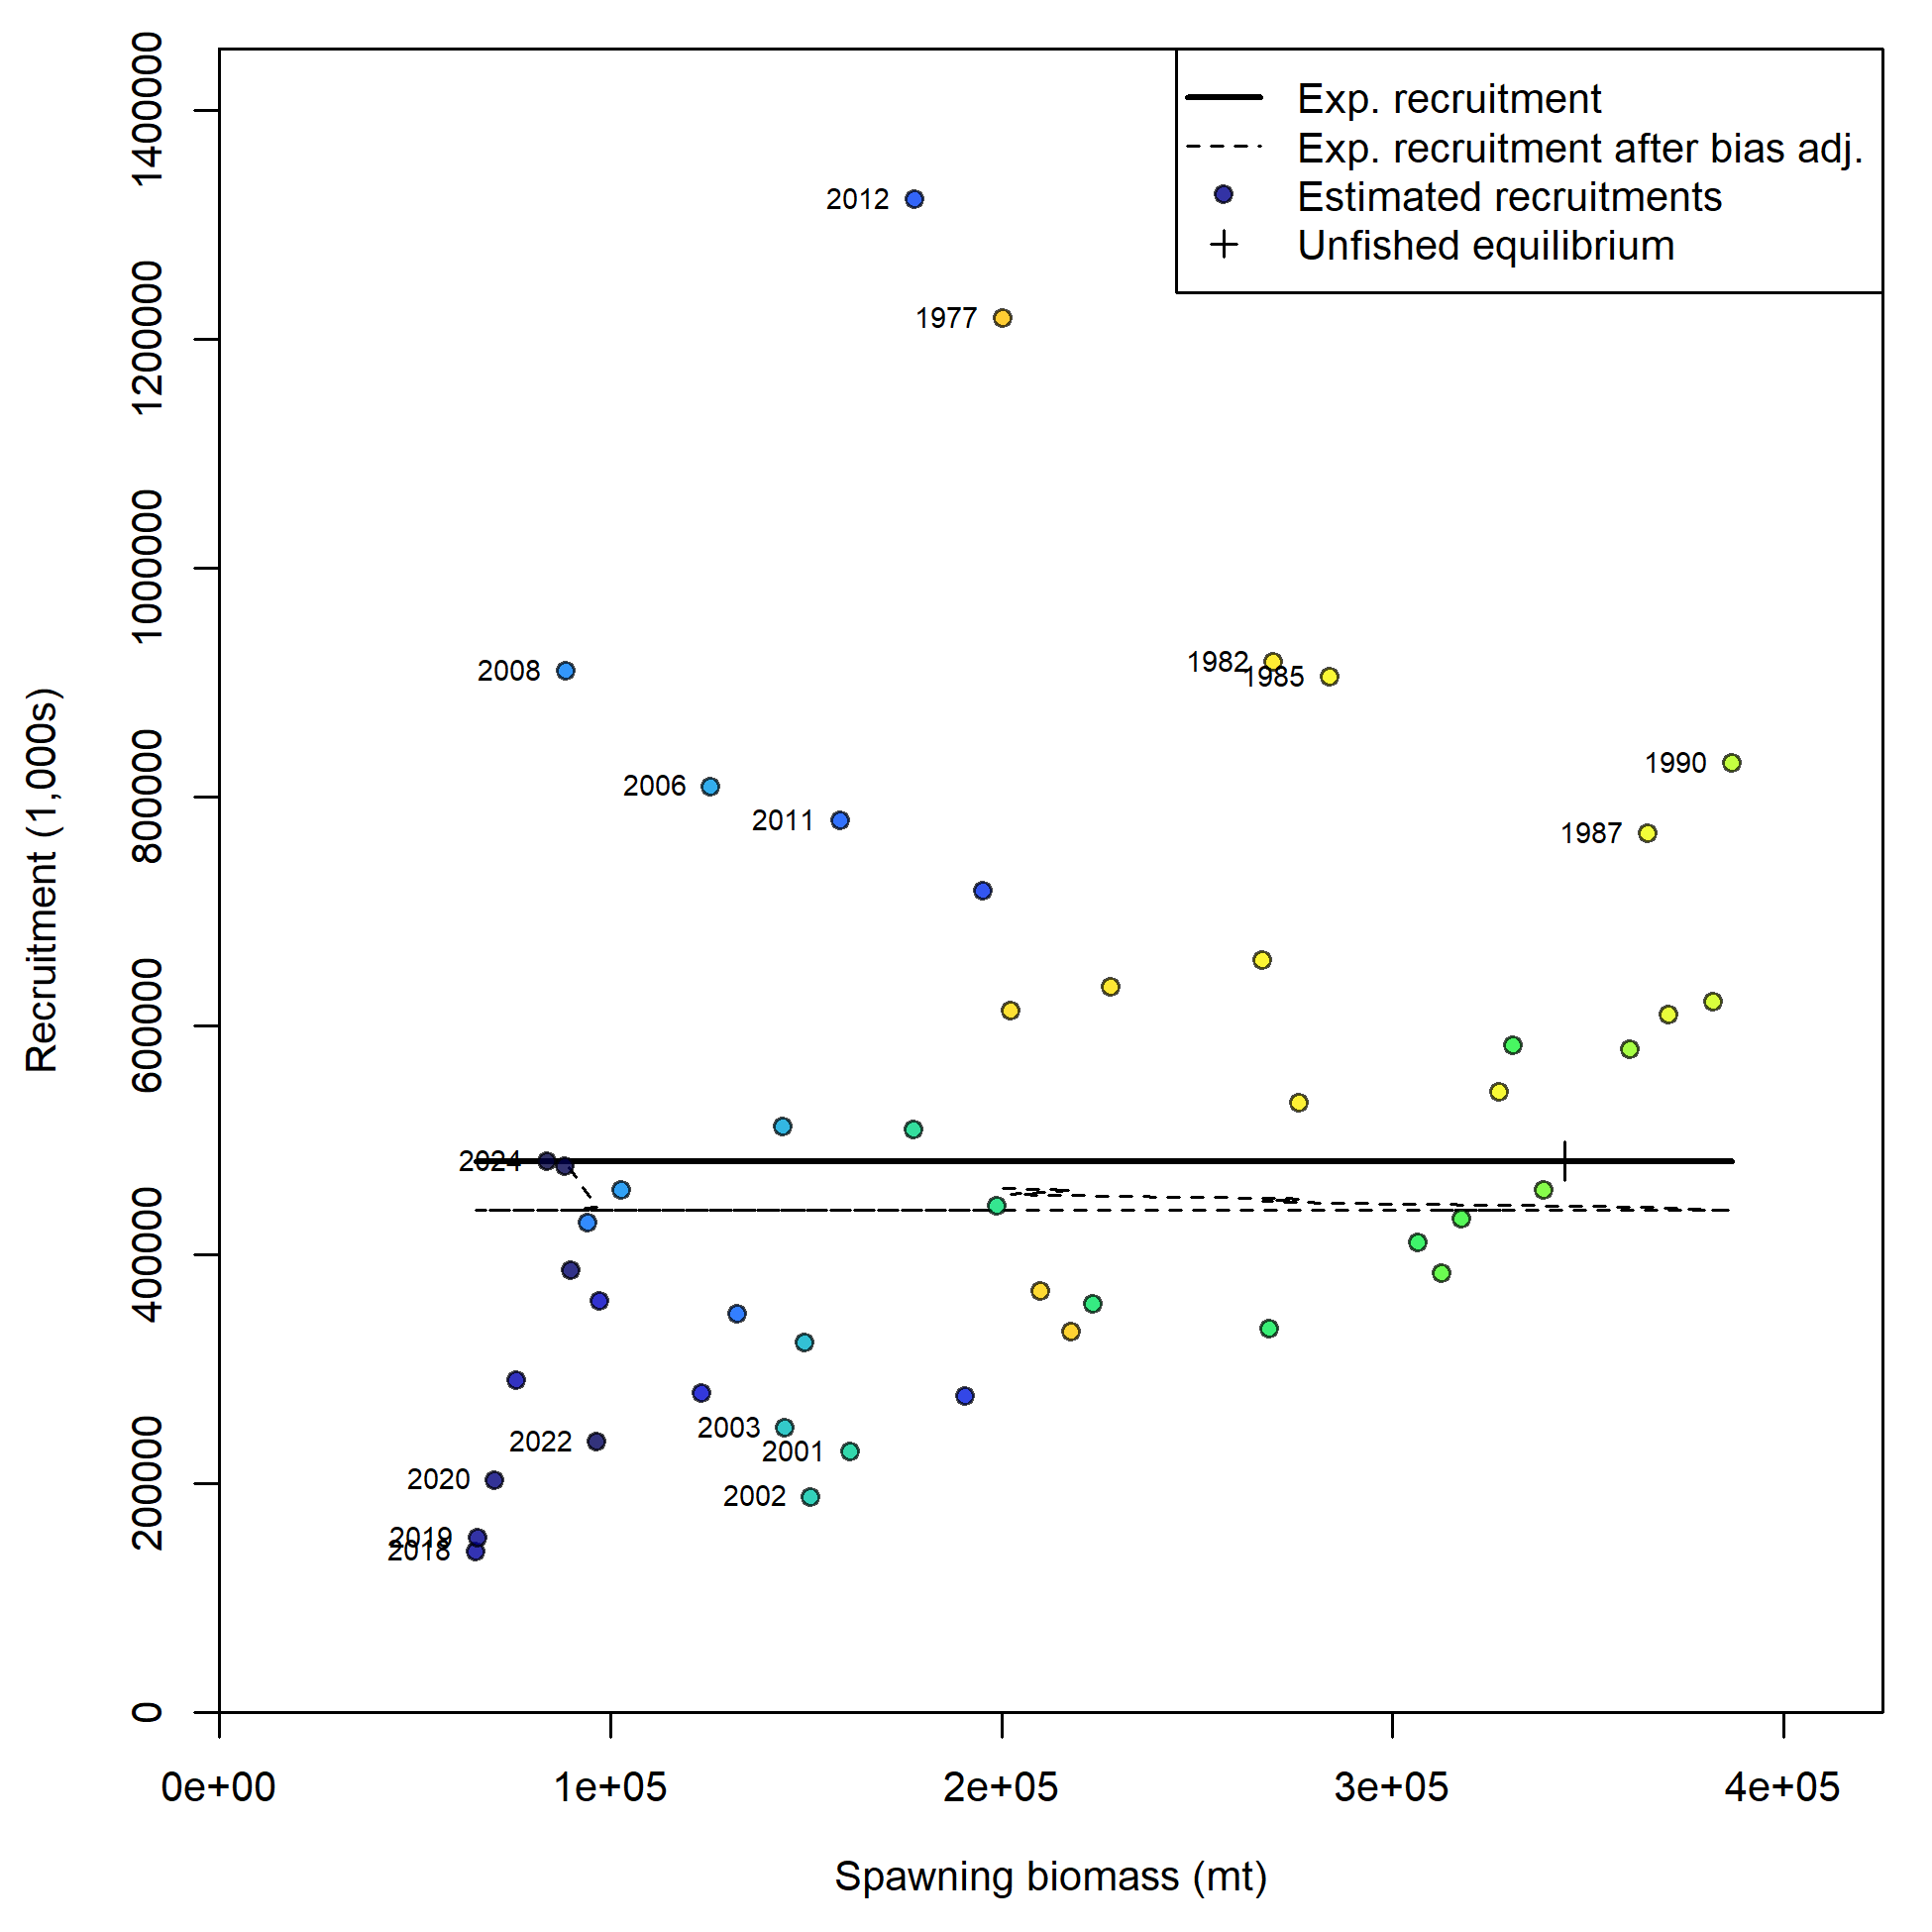 Exp. recruitment
Exp. recruitment after bias adj.
Estimated recruitments
Unfished equilibrium
2012
1977
2008
1982
1985
2006
2011
1990
1987
2024
2003
2001
2022
2020
2002
2019
2018
Recruitment (1,000s)
0
200000
400000
600000
800000
1000000
1200000
1400000
0e+00
1e+05
2e+05
3e+05
4e+05
Spawning biomass (mt)